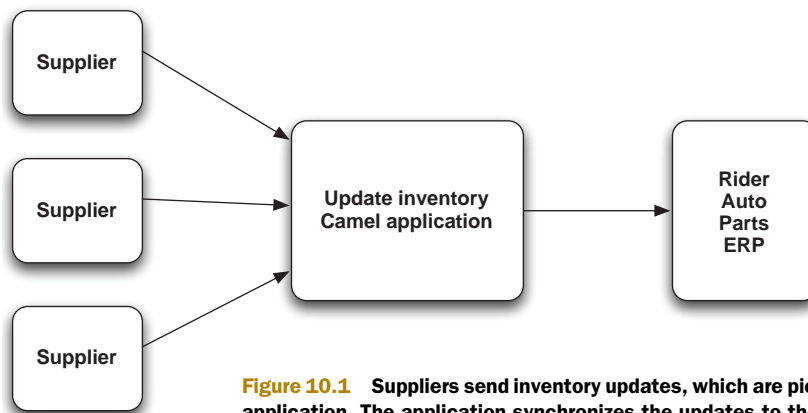 Supplier
Supplier
Supplier
Update inventory
Camel application
Rider
Auto
Parts
ERP
Figure 10.1 Suppliers send inventory updates, which are
application. The application synchronizes the updates to